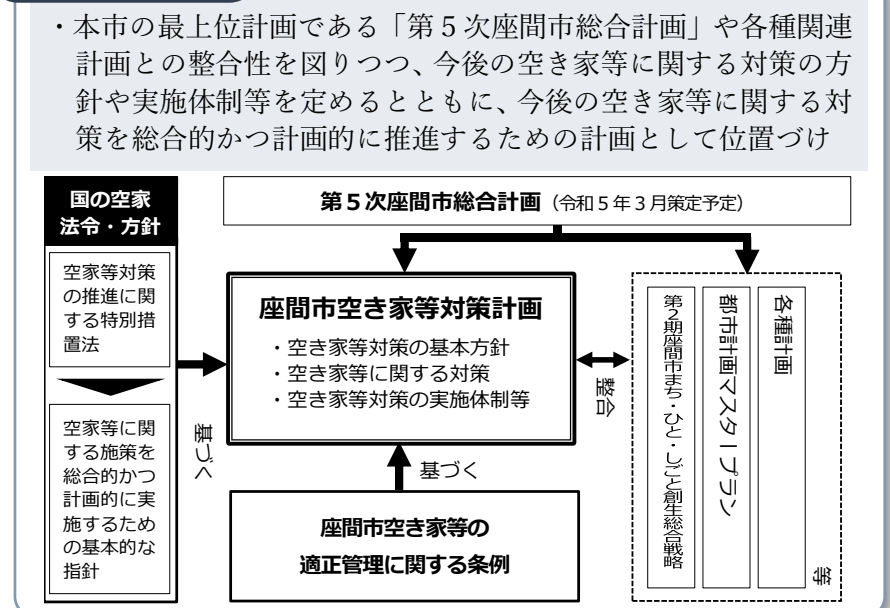 ・本市の最上位計画である「第５次座間市総合計画」や各種関連
計画との整合性を図りつつ、今後の空き家等に関する対策の方
針や実施体制等を定めるとともに、今後の空き家等に関する対
策を総合的かつ計画的に推進するための計画として位置づけ
国の空家
法令・方針
空家等対策
の推進に関
する特別措
置法
空家等に関
する施策を
総合的かつ
計画的に実
施するため
の基本的な
指針
基づく
第５次座間市総合計画（令和５年３月策定予定）
座間市空き家等対策計画
・空き家等対策の基本方針
・空き家等に関する対策
・空き家等対策の実施体制等
基づく
座間市空き家等の
適正管理に関する条例
整合
各種計画
都市計画マスタープラン
第2期座間市まち・ひと・しごと創生総合戦略
等